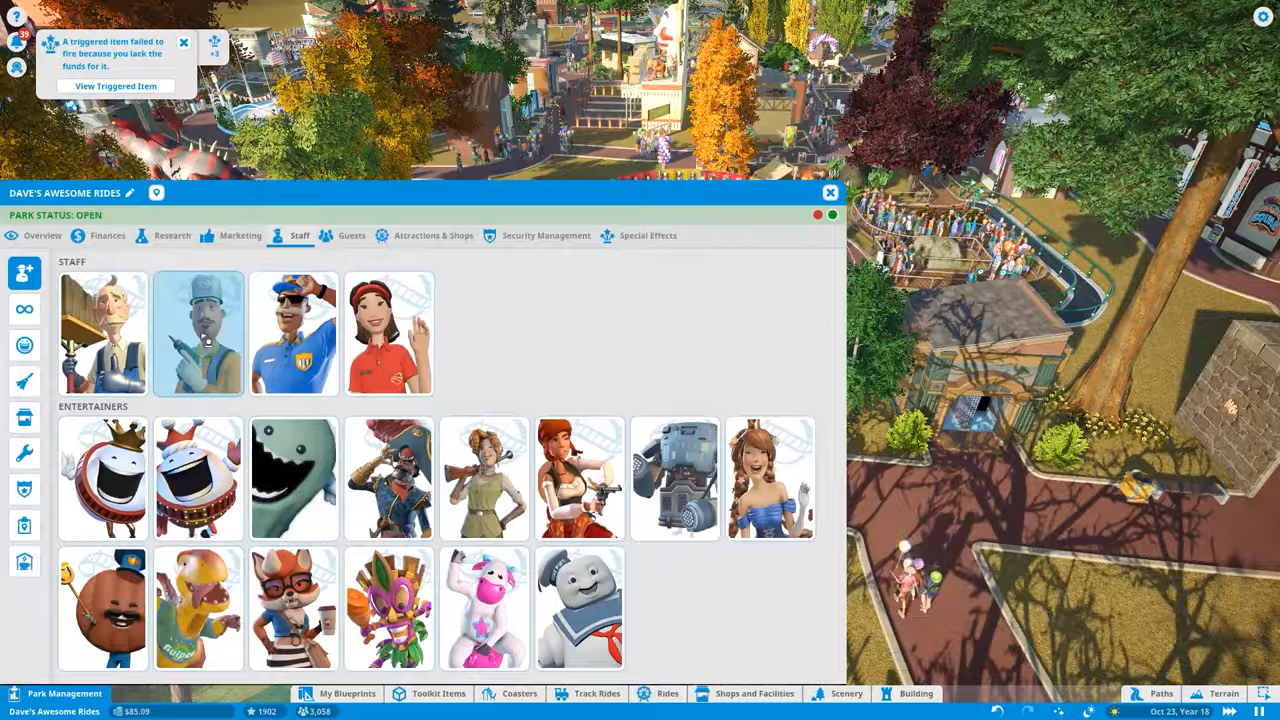 ?
39
A triggered item failed to
fire because you lack the
funds for it.
+3
View Triggered Item
DAVE'S AWESOME RIDES
PARK STATUS: OPEN
Overview
Finances
Research
Marketing
Staff
Guests
Attractions & Shops
Security Management
Special Effects
STAFF
ENTERTAINERS
Gulpee
Park Management
My Blueprints
Toolkit Items
Coasters
Track Rides
Rides
Shops and Facilities
Scenery
Building
Paths
Terrain
Dave's Awesome Rides
$85.09
1902
3,058
Oct 23, Year 18